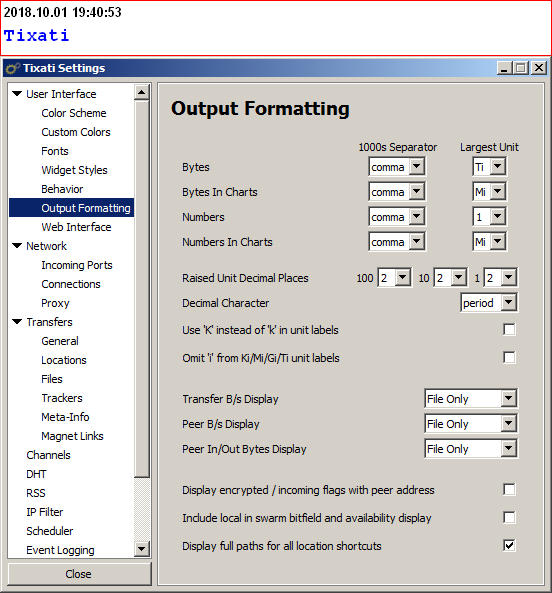 2018.10.01 19:40:53
Tixati
Tixati Settings
User Interface
Color Scheme
Custom Colors
Fonts
Widget Styles
Behavior
Output Formatting
Web Interface
Network
Incoming Ports
Connections
Proxy
Transfers
General
Locations
Files
Trackers
Meta-Info
Magnet Links
Channels
DHT
RSS
IP Filter
Scheduler
Event Logging
Close
Output Formatting
1000s Separator Largest Unit
Bytes comma Ti
Bytes In Charts comma Mi
Numbers comma 1
Numbers In Charts comma Mi
Raised Unit Decimal Places 100 2 10 2 1 2
Decimal Character period
Use 'K' instead of 'k' in unit labels
Omit 'i' from Ki/Mi/Gi/Ti unit labels
Transfer B/s Display File Only
Peer B/s Display File Only
Peer In/Out Bytes Display File Only
Display encrypted / incoming flags with peer address
Include local in swarm bitfield and availability display
Display full paths for all location shortcuts